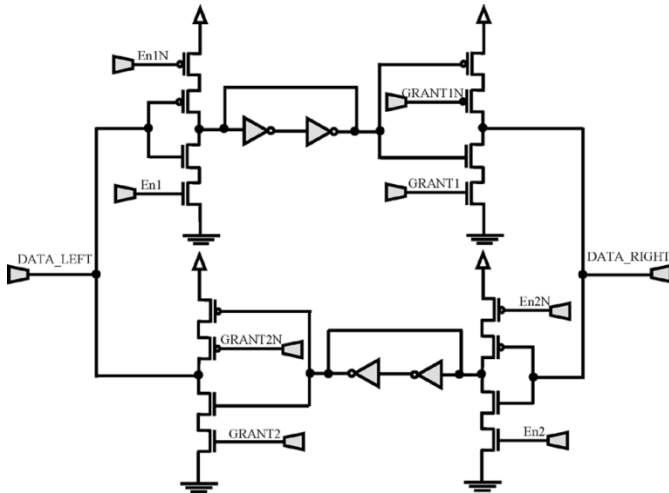 En1N
GRANT1N
En1
GRANT1
DATA_LEFT
DATA_RIGHT
En2N
GRANT2N
GRANT2
En2